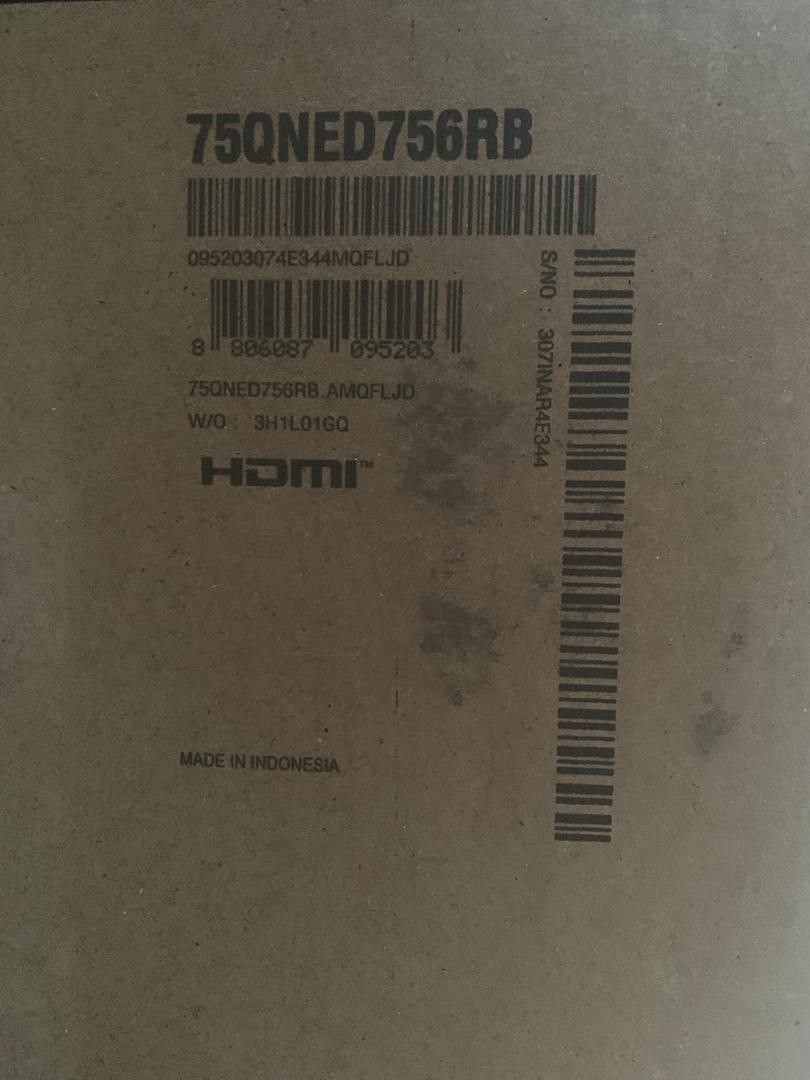 75QNED756RB
095203074E344MQFLJD
S/NO : 307INAR4E344
8 806087 095203
75QNED756RB.AMQFLJD
W/O : 3H1L01GQ
HDMI™
MADE IN INDONESIA